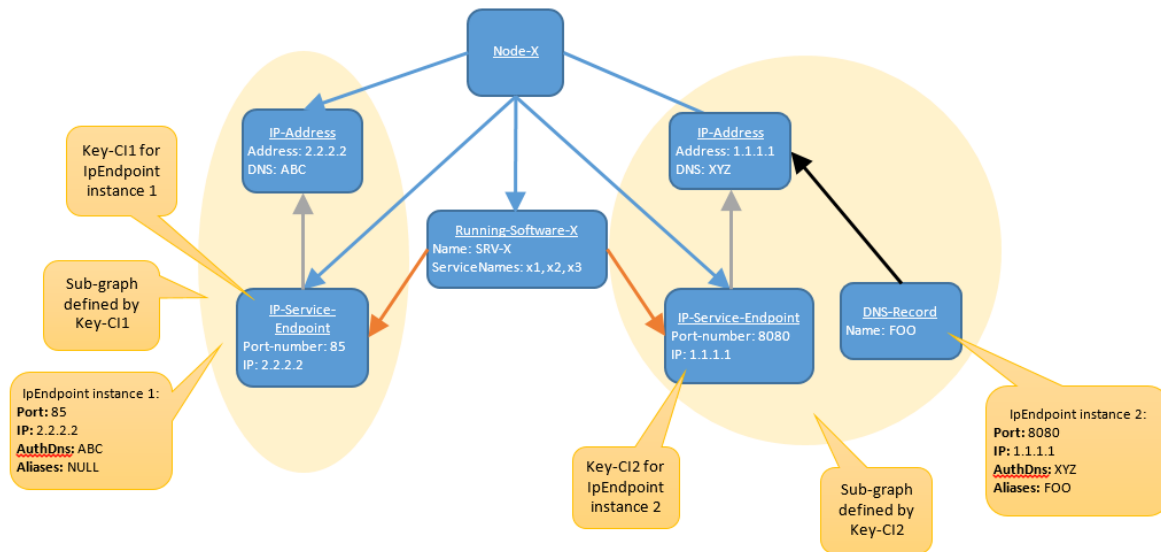 Node-X
IP-Address
Address: 2.2.2.2
DNS: ABC
IP-Address
Address: 1.1.1.1
DNS: XYZ
Key-CI1 for
IpEndpoint
instance 1
Running-Software-X
Name: SRV-X
ServiceNames: x1, x2, x3
Sub-graph
defined by
Key-CI1
IP-Service-
Endpoint
Port-number: 85
IP: 2.2.2.2
IP-Service-Endpoint
Port-number: 8080
IP: 1.1.1.1
DNS-Record
Name: FOO
IpEndpoint instance 1:
Port: 85
IP: 2.2.2.2
AuthDns: ABC
Aliases: NULL
Key-CI2 for
IpEndpoint
instance 2
Sub-graph
defined by
Key-CI2
IpEndpoint instance 2:
Port: 8080
IP: 1.1.1.1
AuthDns: XYZ
Aliases: FOO